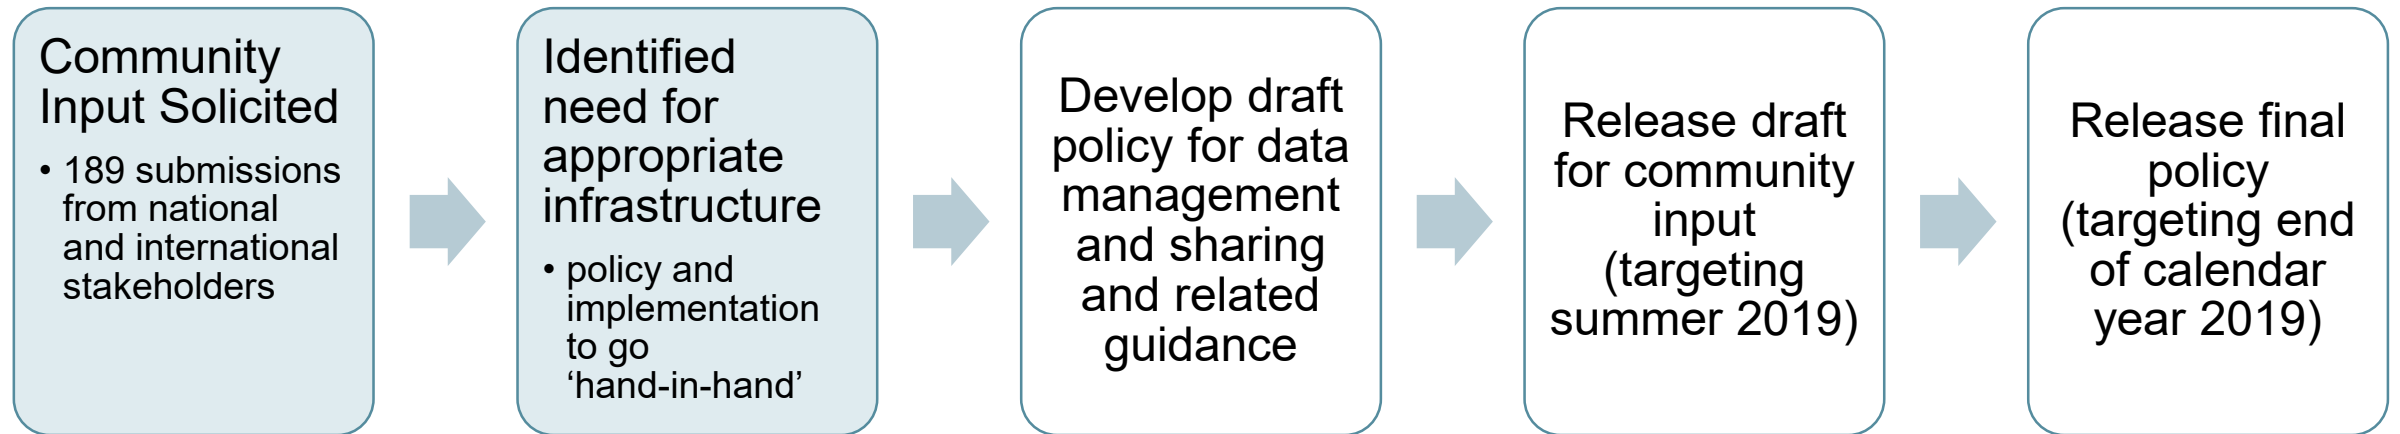 Community
Input Solicited
• 189 submissions
from national
and international
stakeholders
Identified
need for
appropriate
infrastructure
• policy and
implementation
to go
‘hand-in-hand’
Develop draft
policy for data
management
and sharing
and related
guidance
Release draft
for community
input
(targeting
summer 2019)
Release final
policy
(targeting end
of calendar
year 2019)